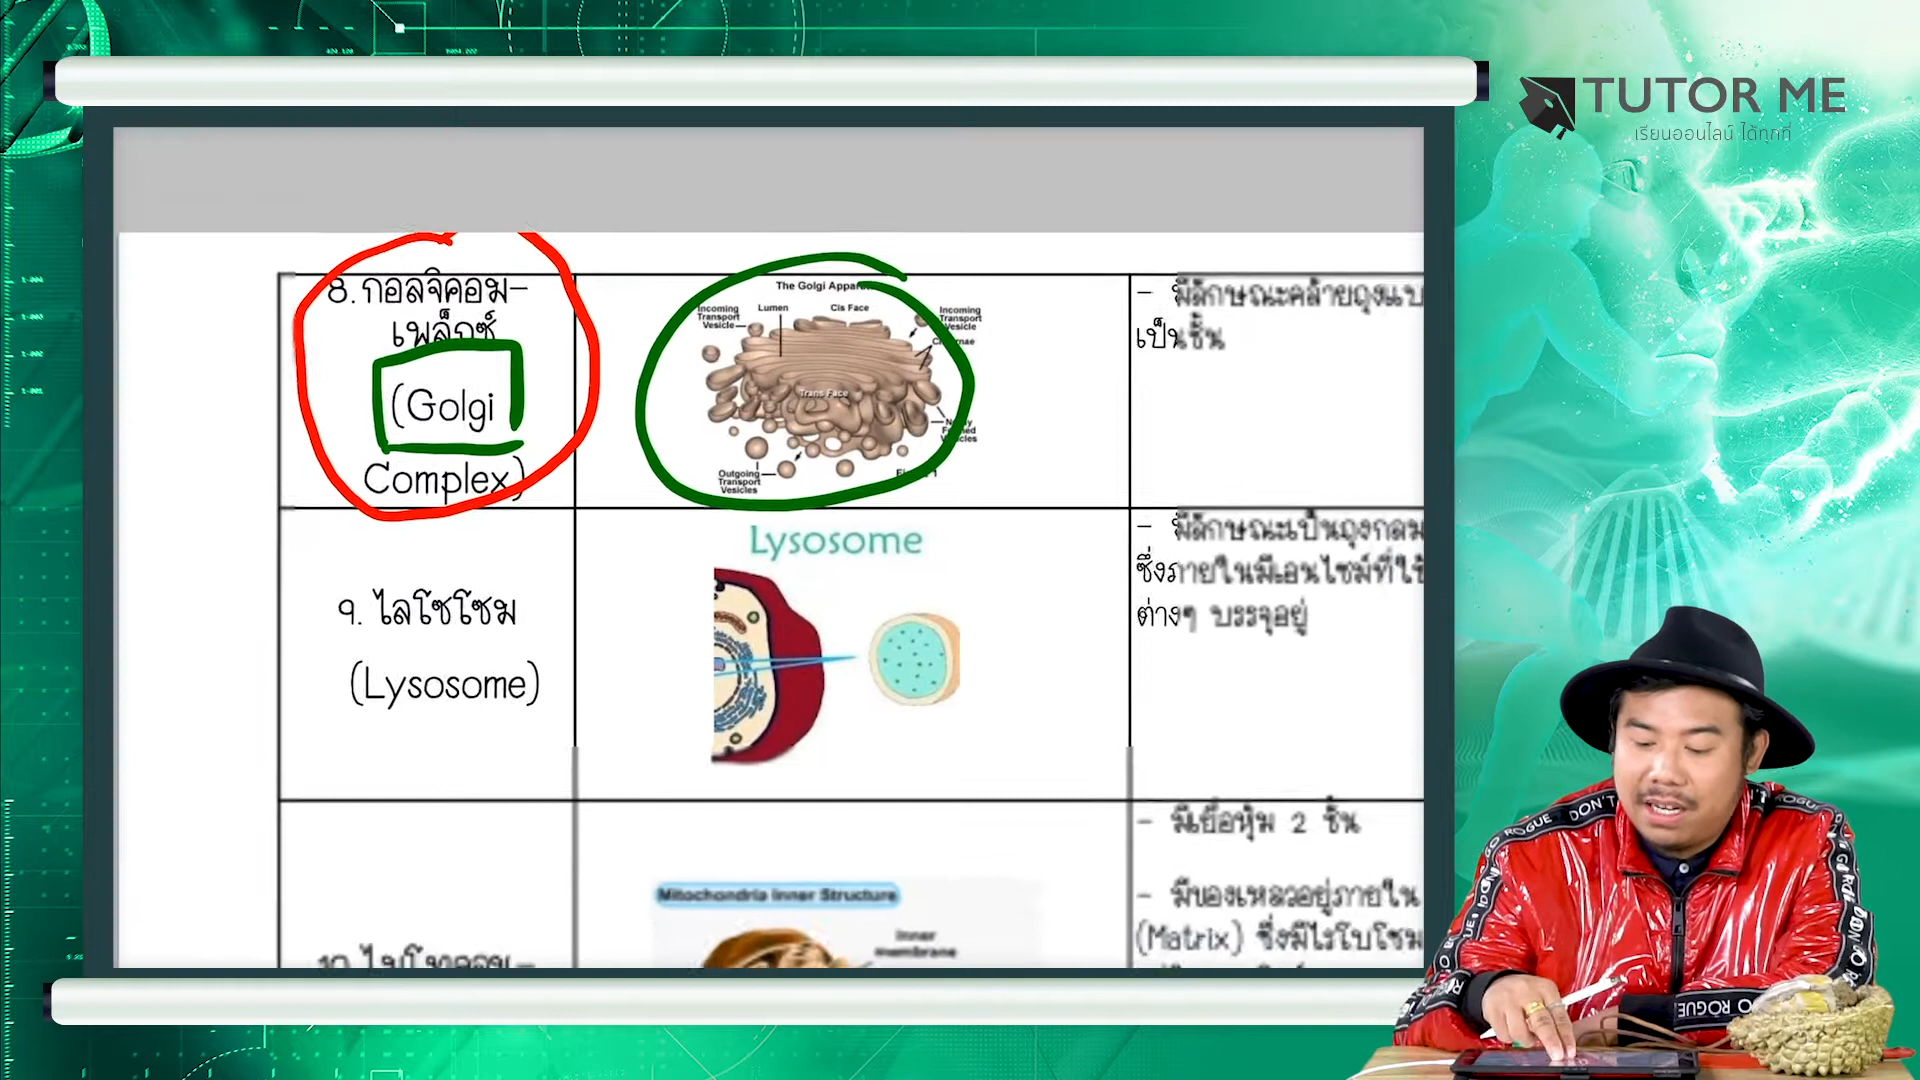 TUTOR ME
เรียนออนไลน์ ได้ทุกที่
8. กอลจิคอม-
เพล็กซ์
(Golgi
Complex)
The Golgi
Incoming
Transport
Vesicle
Lumen
Cis Face
Incoming
Transport
Vesicle
Trans Face
Outgoing
Transport
Vesicles
- มีลักษณะคล้ายถุงแบ
เป็นชั้น
9. ไลโซโซม
(Lysosome)
Lysosome
- มีลักษณะเป็นถุงกลม
ซึ่งภายในมีเอนไซม์ที่ใช้
ต่างๆ บรรจุอยู่
Mitochondria Inner Structure
Inner
membrane
- มีเยื่อหุ้ม 2 ชั้น
- มีของเหลวอยู่ภายใน
(Matrix) ซึ่งมีไรโบโซม
DON'T
ROGUE
GO ROGUE